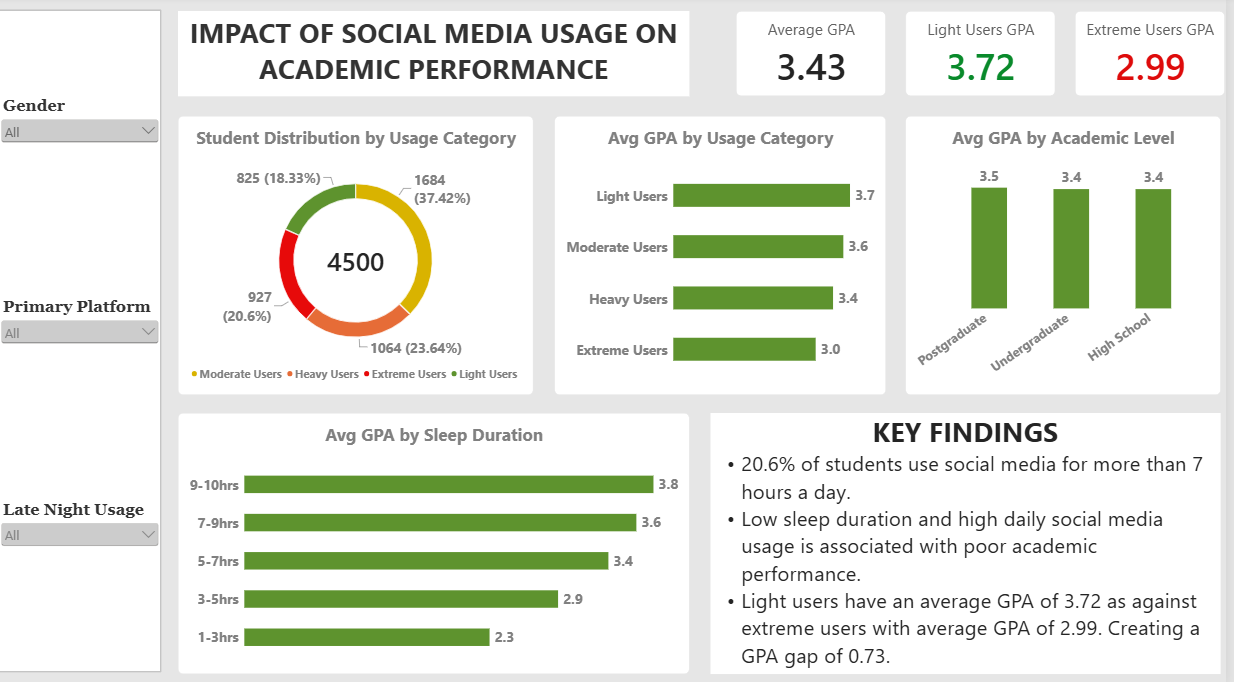 IMPACT OF SOCIAL MEDIA USAGE ON
ACADEMIC PERFORMANCE
Average GPA
3.43
Light Users GPA
3.72
Extreme Users GPA
2.99
Gender
All
Primary Platform
All
Late Night Usage
All
Student Distribution by Usage Category
825 (18.33%)
1684
(37.42%)
4500
927
(20.6%)
1064 (23.64%)
Moderate Users Heavy Users Extreme Users Light Users
Avg GPA by Usage Category
Light Users 3.7
Moderate Users 3.6
Heavy Users 3.4
Extreme Users 3.0
Avg GPA by Academic Level
3.5 3.4 3.4
Postgraduate Undergraduate High School
Avg GPA by Sleep Duration
9-10hrs 3.8
7-9hrs 3.6
5-7hrs 3.4
3-5hrs 2.9
1-3hrs 2.3
KEY FINDINGS
• 20.6% of students use social media for more than 7
hours a day.
• Low sleep duration and high daily social media
usage is associated with poor academic
performance.
• Light users have an average GPA of 3.72 as against
extreme users with average GPA of 2.99. Creating a
GPA gap of 0.73.